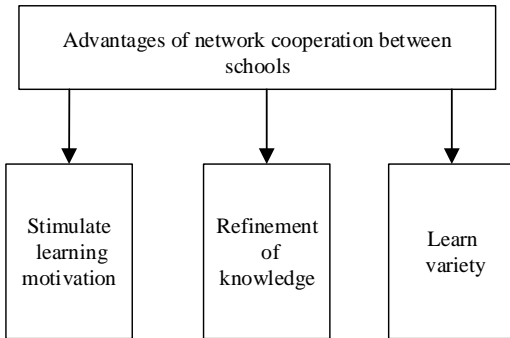 Advantages of network cooperation between
schools
Stimulate
learning
motivation
Refinement
of
knowledge
Learn
variety